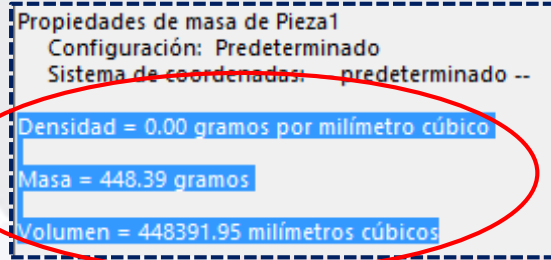 Propiedades de masa de Pieza1
Configuración: Predeterminado
Sistema de coordenadas: predeterminado --
Densidad = 0.00 gramos por milímetro cúbico
Masa = 448.39 gramos
Volumen = 448391.95 milímetros cúbicos